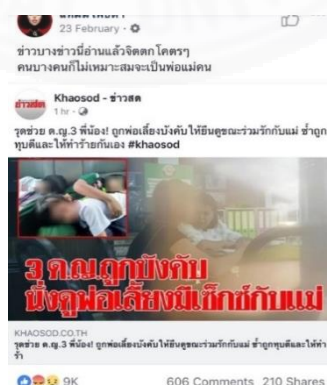 23 February
ข่าวบางข่าวนี่อ่านแล้วจิตตกโคตรๆ
คนบางคนก็ไม่เหมาะสมจะเป็นพ่อแม่คน
ข่าวสด
Khaosod - ข่าวสด
1 hr
รุดช่วย ด.ญ.3 พี่น้อง! ถูกพ่อเลี้ยงบังคับให้ยืนดูขณะร่วมรักกับแม่ ซ้ำถูก
ทุบตีและให้ทำร้ายกันเอง #khaosod
3 ด.ญ.ถูกบังคับ
นั่งดูพ่อเลี้ยงมีเซ็กซ์กับแม่
KHAOSOD.CO.TH
รุดช่วย ด.ญ.3 พี่น้อง! ถูกพ่อเลี้ยงบังคับให้ยืนดูขณะร่วมรักกับแม่ ซ้ำถูกทุบตีและให้ทำ
ร้า
9K 606 Comments 210 Shares